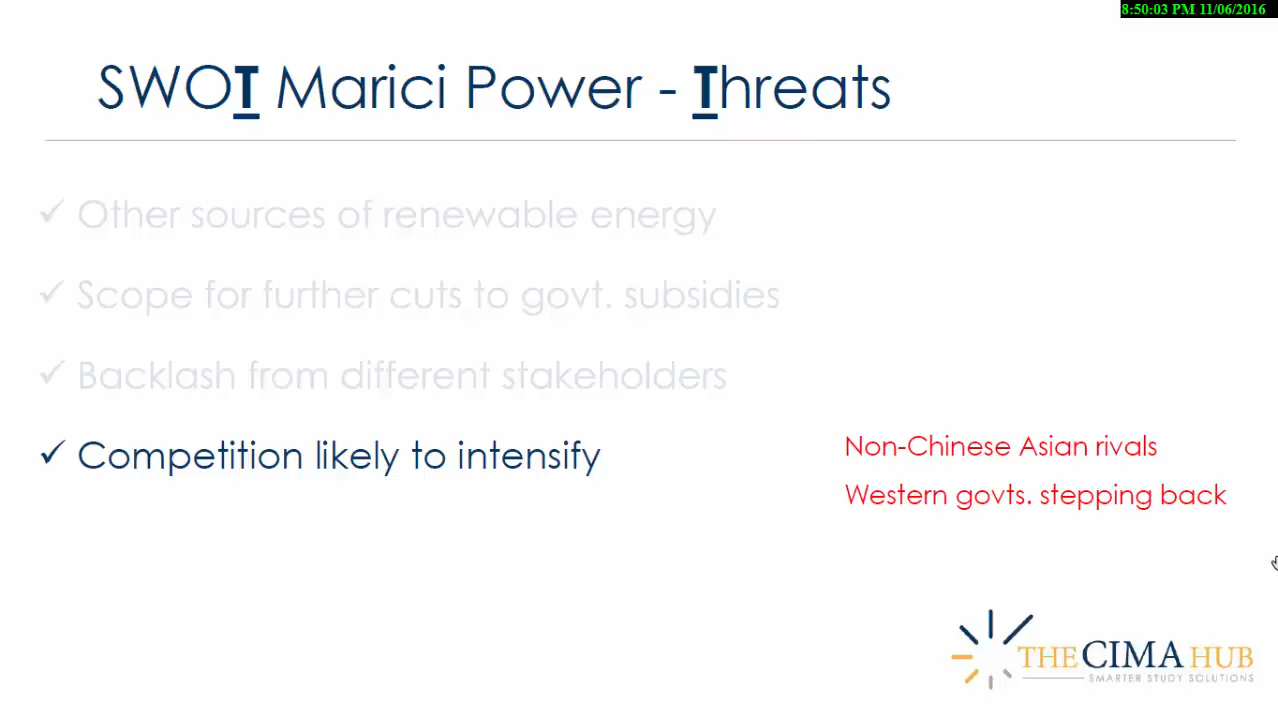 8:50:03 PM 11/06/2016
SWOT Marici Power - Threats
✓ Other sources of renewable energy
✓ Scope for further cuts to govt. subsidies
✓ Backlash from different stakeholders
✓ Competition likely to intensify
Non-Chinese Asian rivals
Western govts. stepping back
THE CIMA HUB
SMARTER STUDY SOLUTIONS